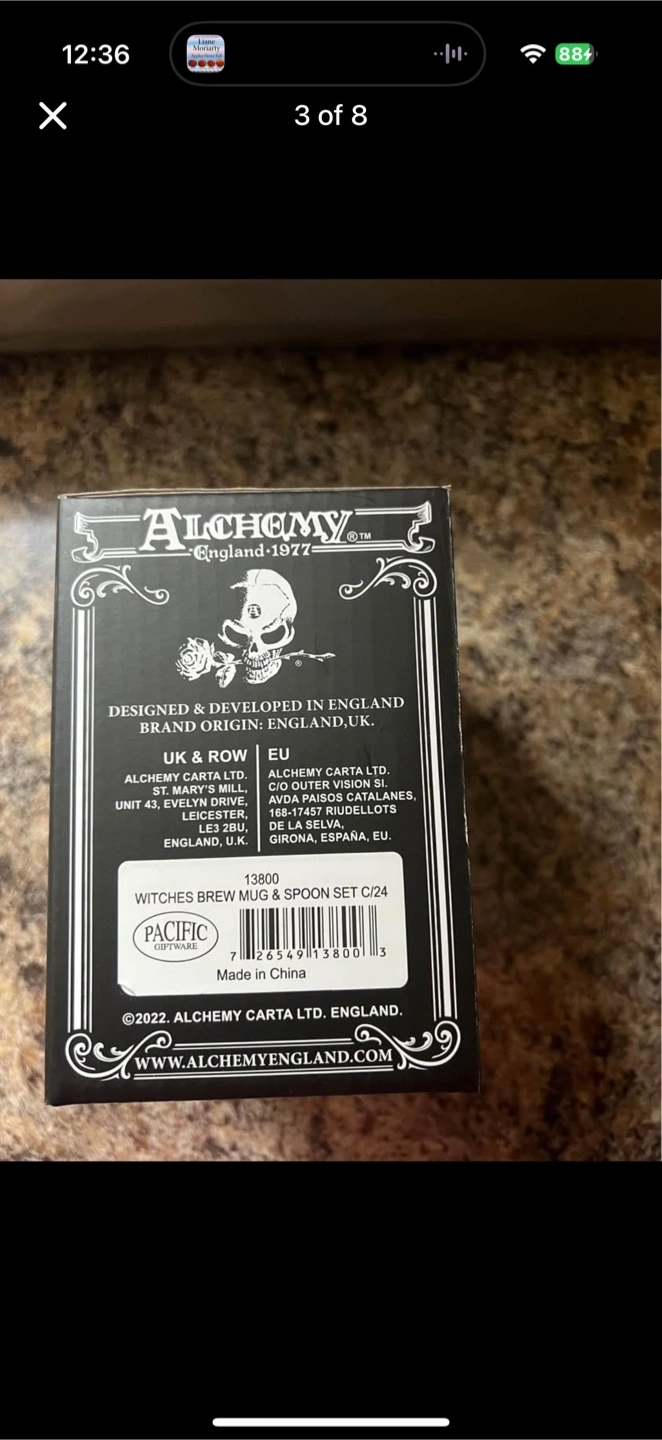 12:36
Liane
Moriarty
88
3 of 8
ALCHEMY ®™
England·1977
A
®
DESIGNED & DEVELOPED IN ENGLAND
BRAND ORIGIN: ENGLAND,UK.
UK & ROW
ALCHEMY CARTA LTD.
ST. MARY'S MILL,
UNIT 43, EVELYN DRIVE,
LEICESTER,
LE3 2BU,
ENGLAND, U.K.
EU
ALCHEMY CARTA LTD.
C/O OUTER VISION SI.
AVDA PAISOS CATALANES,
168-17457 RIUDELLOTS
DE LA SELVA,
GIRONA, ESPAÑA, EU.
13800
WITCHES BREW MUG & SPOON SET C/24
PACIFIC
GIFTWARE
7 26549 13800 3
Made in China
©2022. ALCHEMY CARTA LTD. ENGLAND.
WWW.ALCHEMYENGLAND.COM